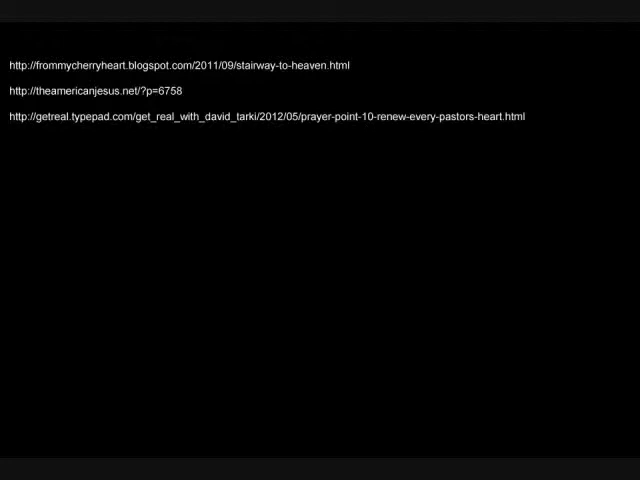 http://frommycherryheart.blogspot.com/2011/09/stairway-to-heaven.html
http://theamericanjesus.net/?p=6758
http://getreal.typepad.com/get_real_with_david_tarki/2012/05/prayer-point-10-renew-every-pastors-heart.html